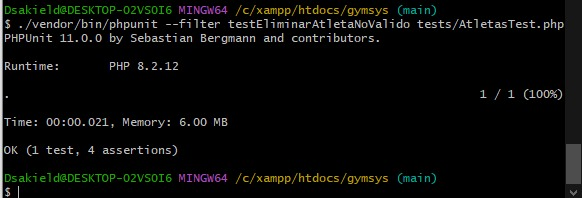 Dsakield@DESKTOP-O2VSOI6 MINGW64 /c/xampp/htdocs/gymsys (main)
$ ./vendor/bin/phpunit --filter testEliminarAtletaNoValido tests/AtletasTest.php
PHPUnit 11.0.0 by Sebastian Bergmann and contributors.
Runtime:       PHP 8.2.12
.                                                                   1 / 1 (100%)
Time: 00:00.021, Memory: 6.00 MB
OK (1 test, 4 assertions)
Dsakield@DESKTOP-O2VSOI6 MINGW64 /c/xampp/htdocs/gymsys (main)
$